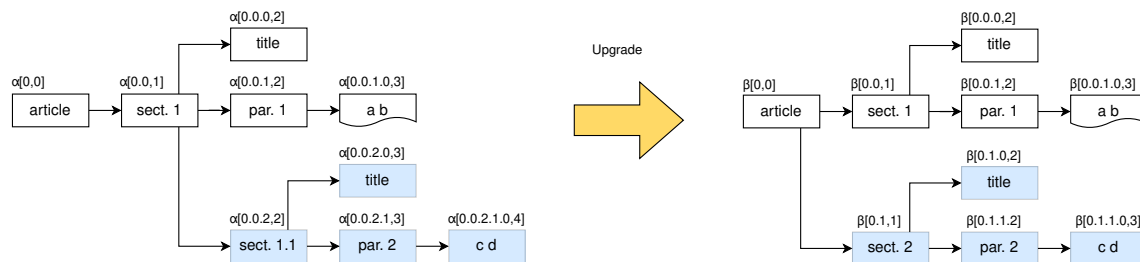 α[0.0.0,2]
title
α[0,0]
α[0.0,1]
α[0.0.1,2]
α[0.0.1.0,3]
article
sect. 1
par. 1
a b
α[0.0.2.0,3]
title
α[0.0.2,2]
α[0.0.2.1,3]
α[0.0.2.1.0,4]
sect. 1.1
par. 2
c d
Upgrade
β[0.0.0,2]
title
β[0,0]
β[0.0,1]
β[0.0.1,2]
β[0.0.1.0,3]
article
sect. 1
par. 1
a b
β[0.1.0,2]
title
β[0.1,1]
β[0.1.1.2]
β[0.1.1.0,3]
sect. 2
par. 2
c d